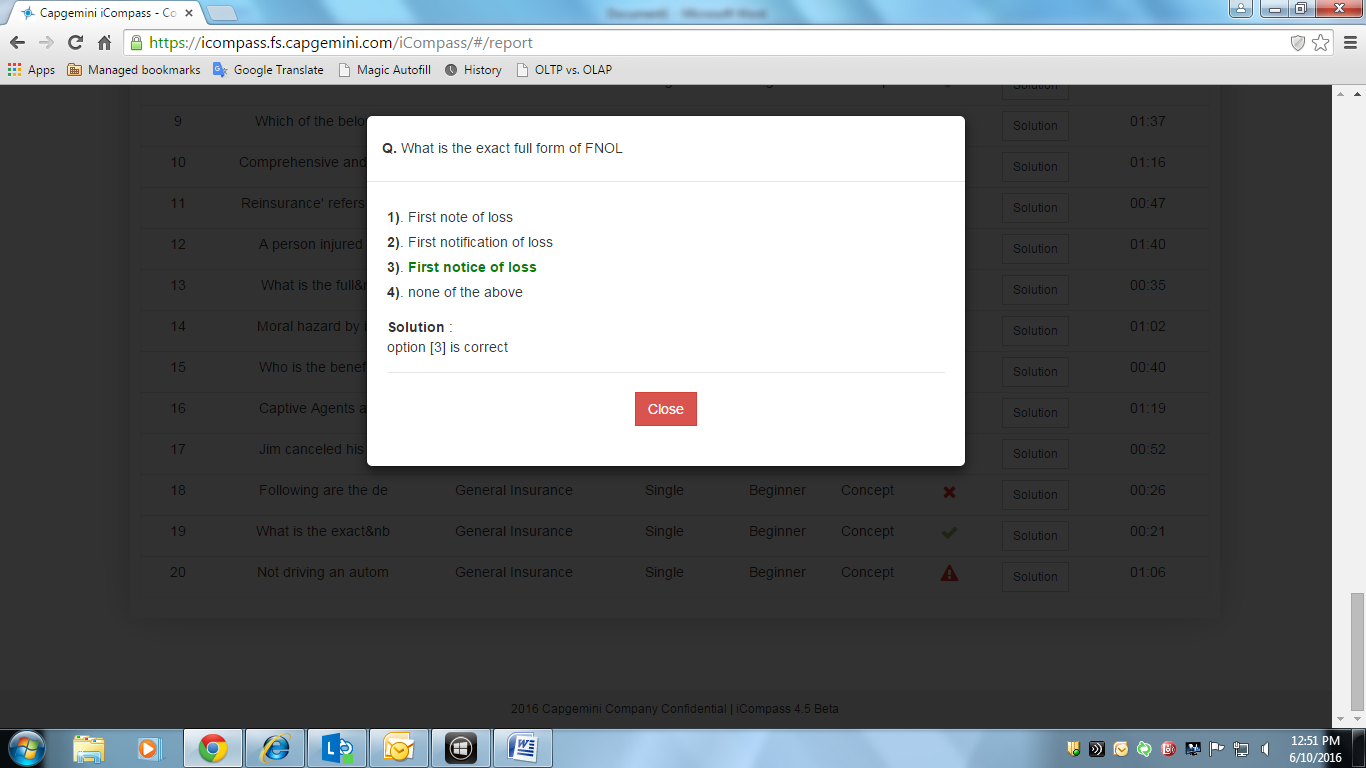 Capgemini iCompass - Co
Document1 - Microsoft Word
https://icompass.fs.capgemini.com/iCompass/#/report
Apps Managed bookmarks Google Translate Magic Autofill History OLTP vs. OLAP
Solution
9 Which of the belo Solution 01:37
10 Comprehensive and Solution 01:16
11 Reinsurance' refers Solution 00:47
12 A person injured Solution 01:40
13 What is the full&n Solution 00:35
14 Moral hazard by Solution 01:02
15 Who is the benef Solution 00:40
16 Captive Agents a Solution 01:19
17 Jim canceled his Solution 00:52
18 Following are the de General Insurance Single Beginner Concept Solution 00:26
19 What is the exact&nb General Insurance Single Beginner Concept Solution 00:21
20 Not driving an autom General Insurance Single Beginner Concept Solution 01:06
Q. What is the exact full form of FNOL
1). First note of loss
2). First notification of loss
3). First notice of loss
4). none of the above
Solution :
option [3] is correct
Close
2016 Capgemini Company Confidential | iCompass 4.5 Beta
12:51 PM
6/10/2016